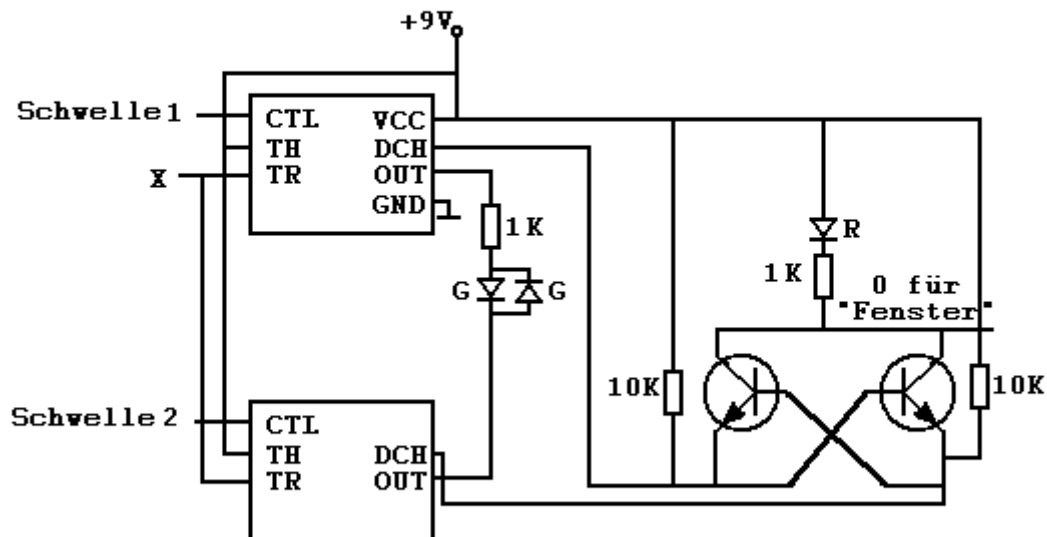 +9V
Schwelle1
CTL
VCC
TH
DCH
X
TR
OUT
GND
1K
G
G
R
1K
0 für
"Fenster"
10K
10K
Schwelle2
CTL
TH
DCH
TR
OUT